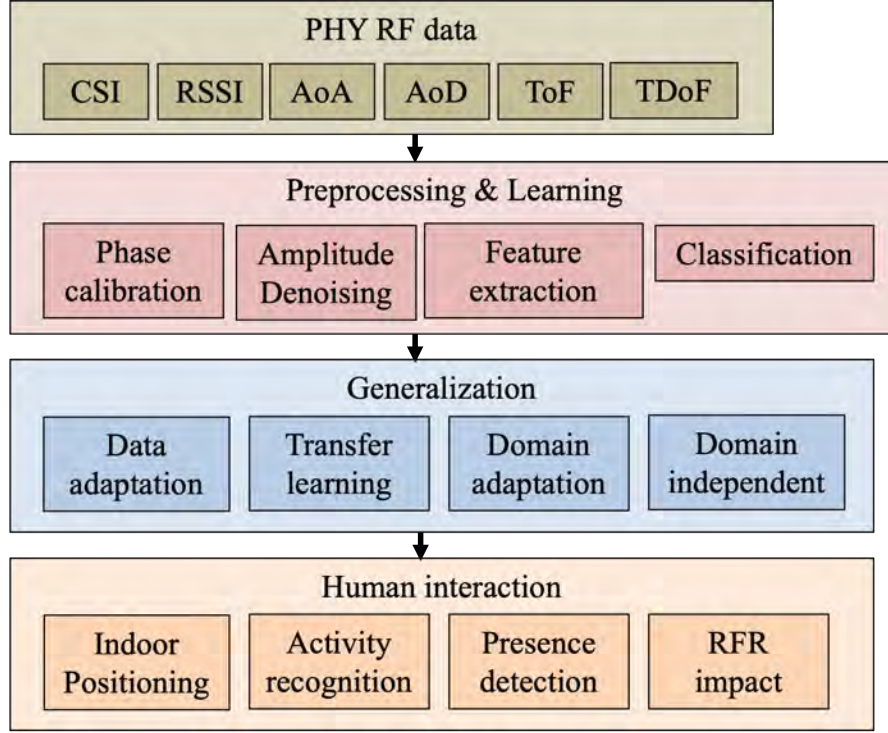 PHY RF data
CSI RSSI AoA AoD ToF TDoF
Preprocessing & Learning
Phase
calibration
Amplitude
Denoising
Feature
extraction
Classification
Generalization
Data
adaptation
Transfer
learning
Domain
adaptation
Domain
independent
Human interaction
Indoor
Positioning
Activity
recognition
Presence
detection
RFR
impact